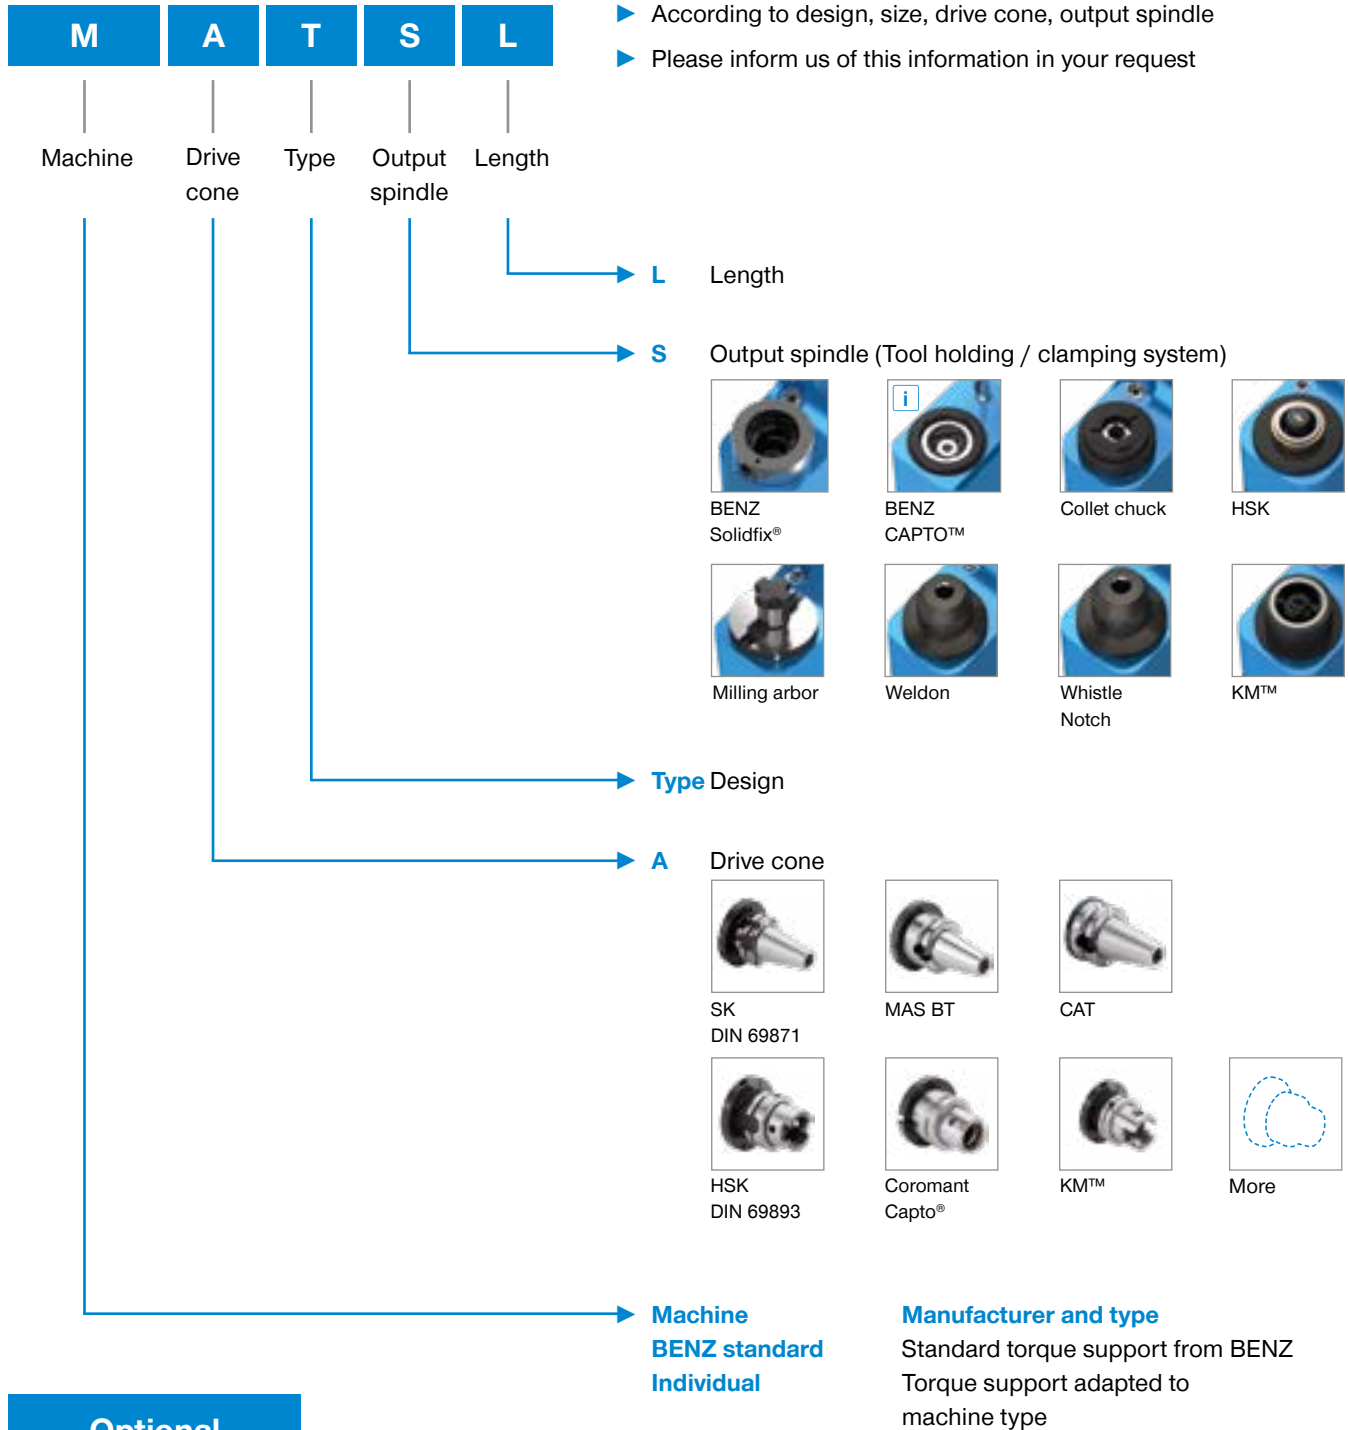 M A T S L
According to design, size, drive cone, output spindle
Please inform us of this information in your request
Machine Drive Type Output Length
cone spindle
L Length
S Output spindle (Tool holding / clamping system)
i
BENZ BENZ Collet chuck HSK
Solidfix® CAPTO™
Milling arbor Weldon Whistle KM™
Notch
Type Design
A Drive cone
SK MAS BT CAT
DIN 69871
HSK Coromant KM™ More
DIN 69893 Capto®
Machine Manufacturer and type
BENZ standard Standard torque support from BENZ
Individual Torque support adapted to
machine type
Optional